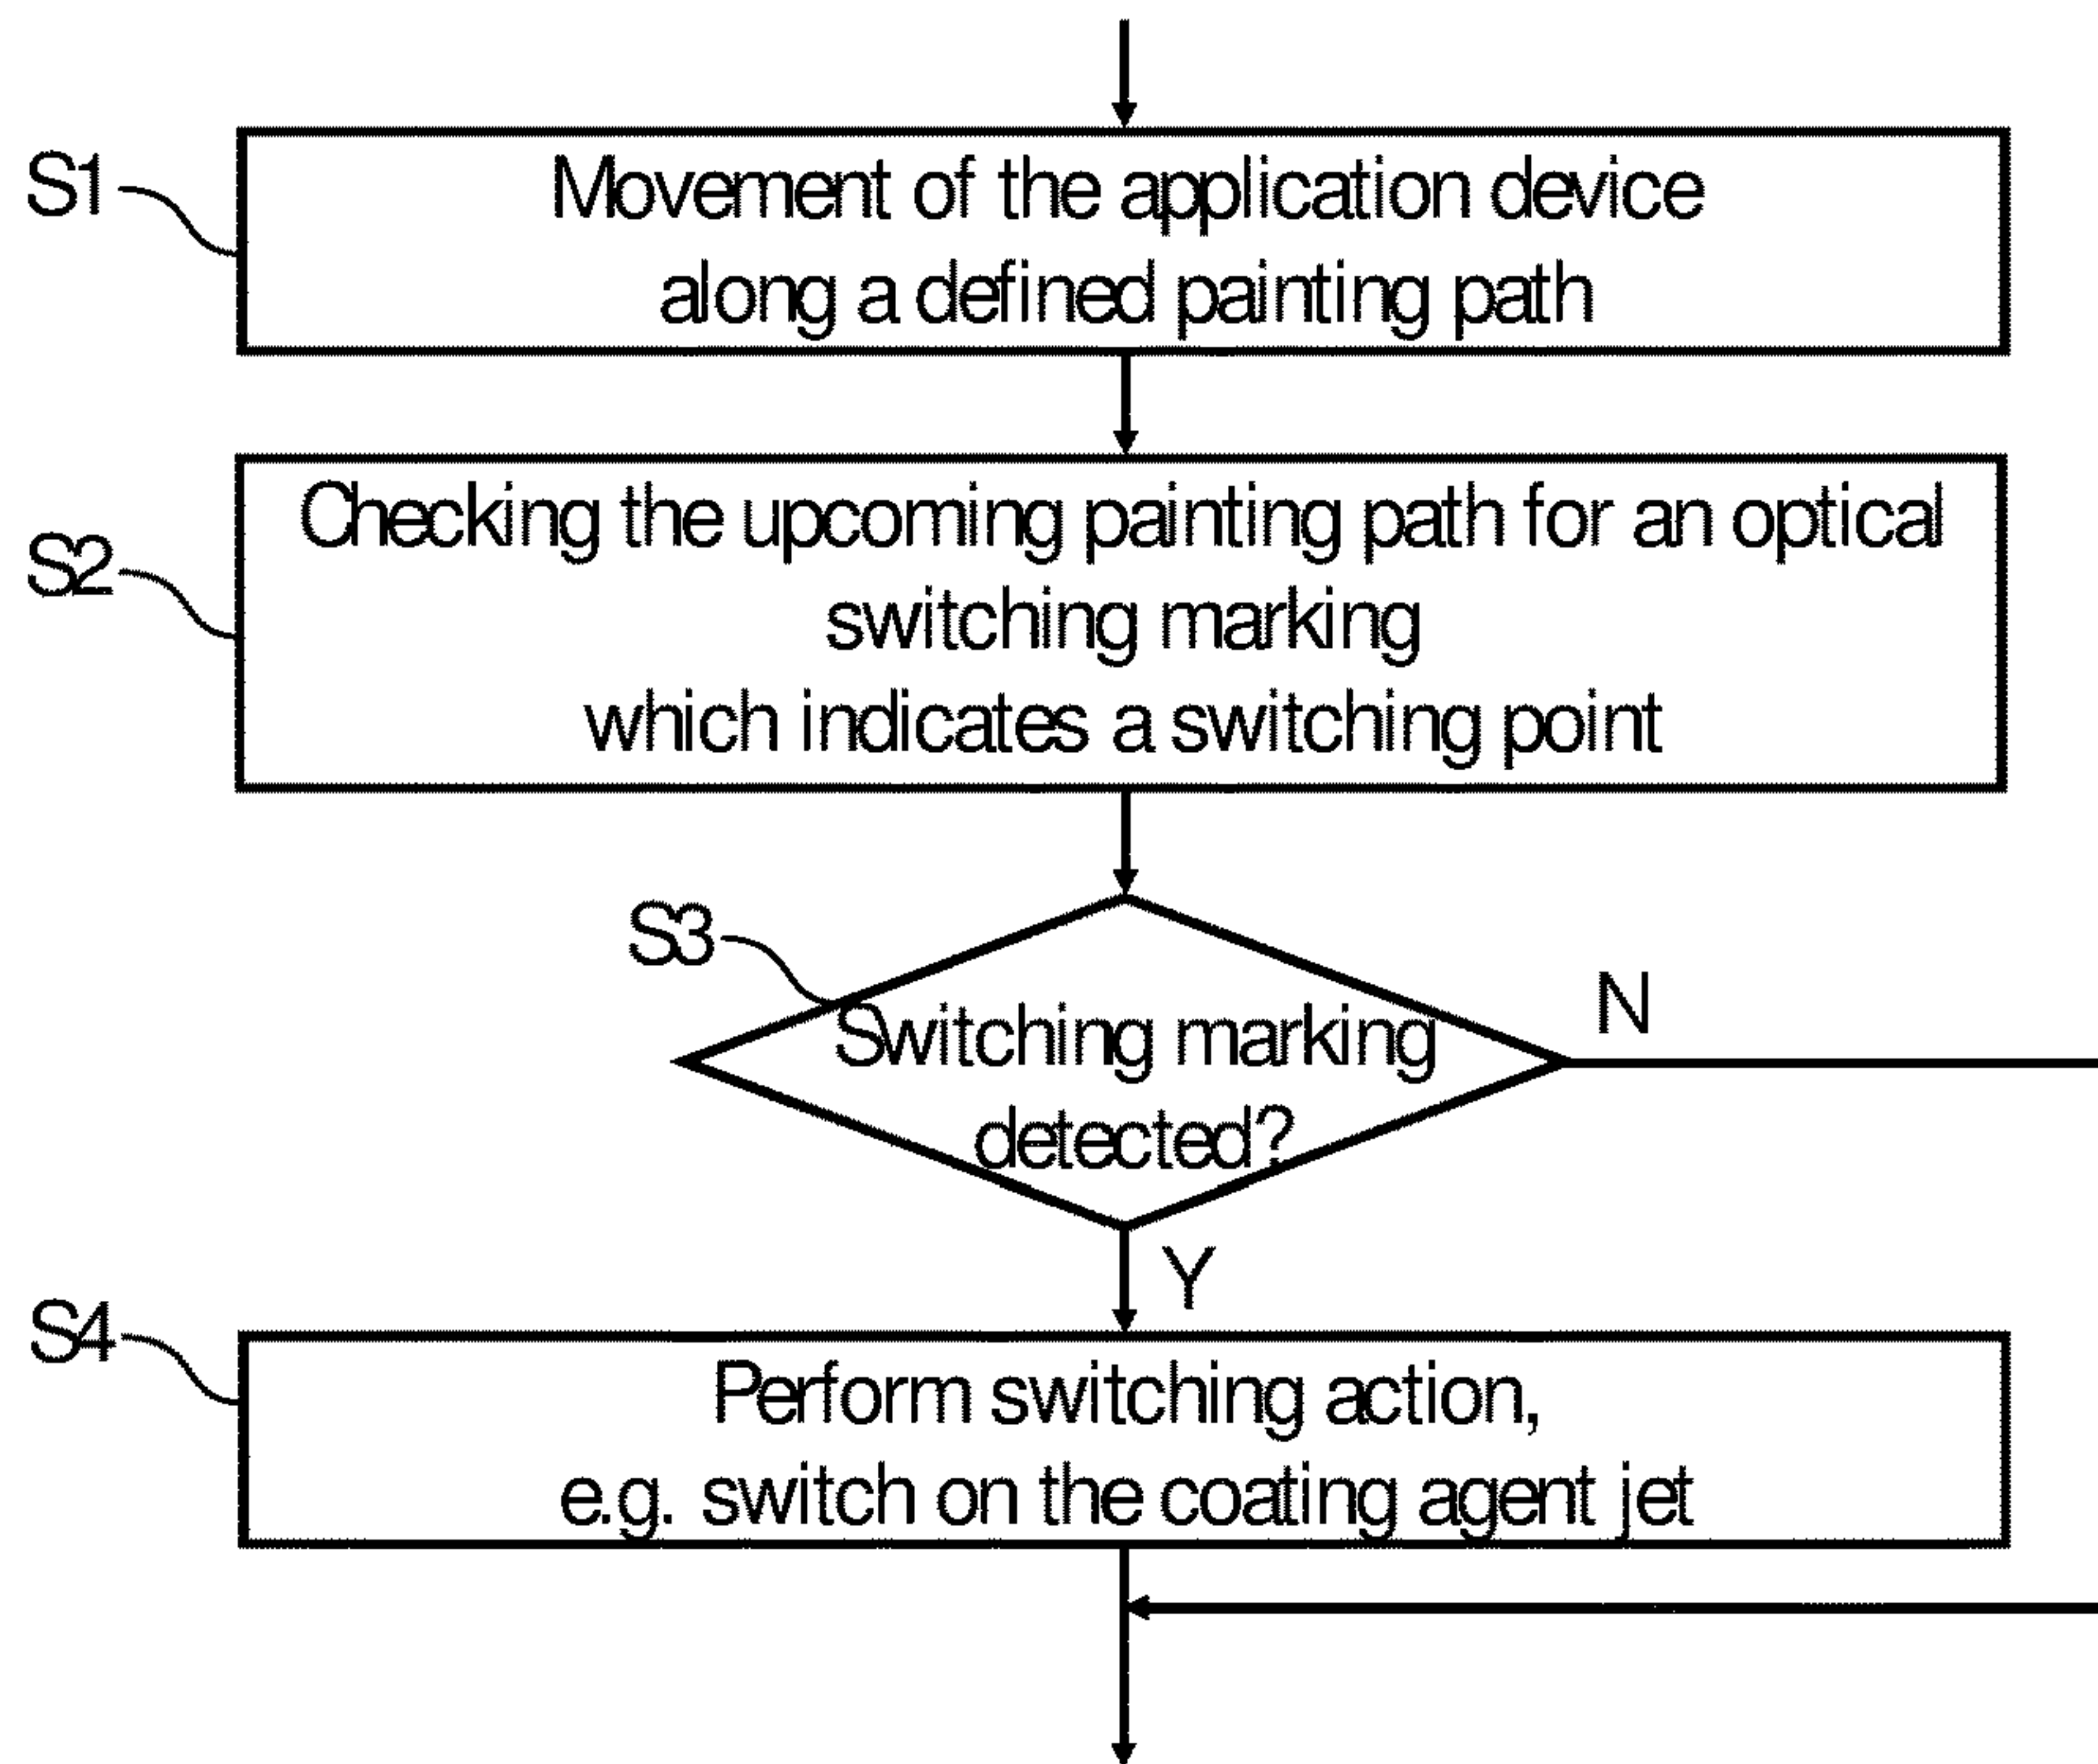 S1
Movement of the application device
along a defined painting path
S2
Checking the upcoming painting path for an optical
switching marking
which indicates a switching point
S3
Switching marking
detected?
N
Y
S4
Perform switching action,
e.g. switch on the coating agent jet